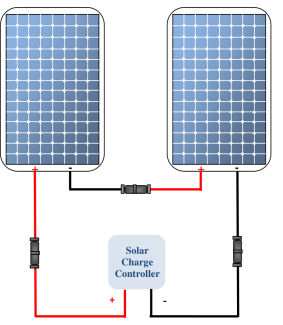 + - + -
Solar
Charge
Controller
+ -